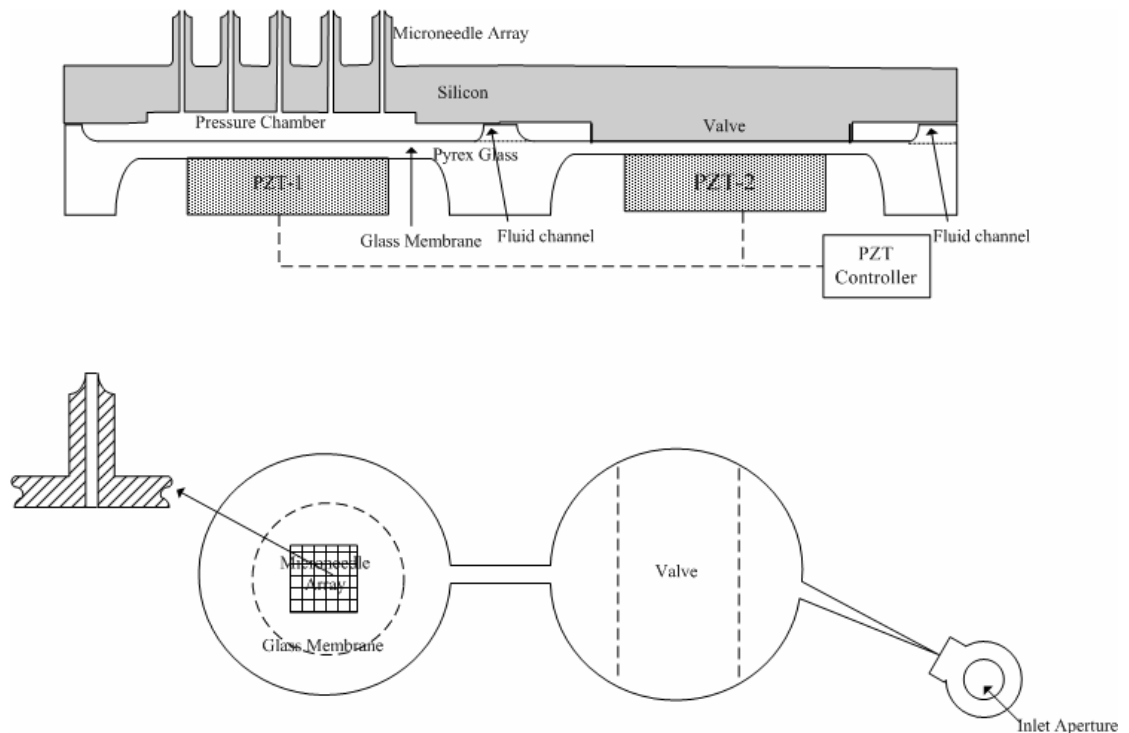 Microneedle Array
Silicon
Pressure Chamber
Valve
Pyrex Glass
PZT-1
PZT-2
Glass Membrane
Fluid channel
Fluid channel
PZT
Controller
Microneedle
Array
Valve
Glass Membrane
Inlet Aperture